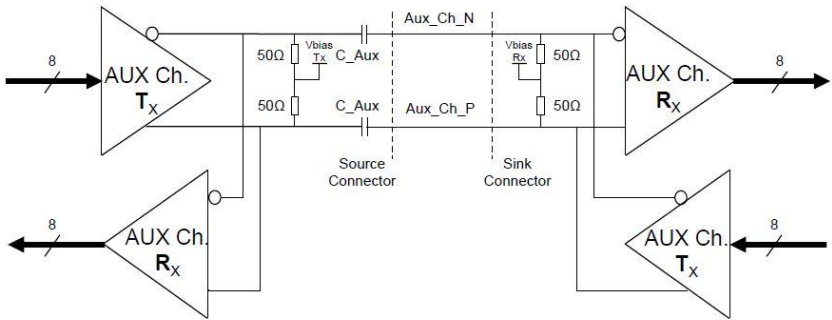 Aux_Ch_N
8
AUX Ch.
TX
50Ω
Vbias
Tx
C_Aux
50Ω
C_Aux
Aux_Ch_P
Vbias
Rx
50Ω
50Ω
AUX Ch.
RX
8
Source
Connector
Sink
Connector
8
AUX Ch.
RX
AUX Ch.
TX
8